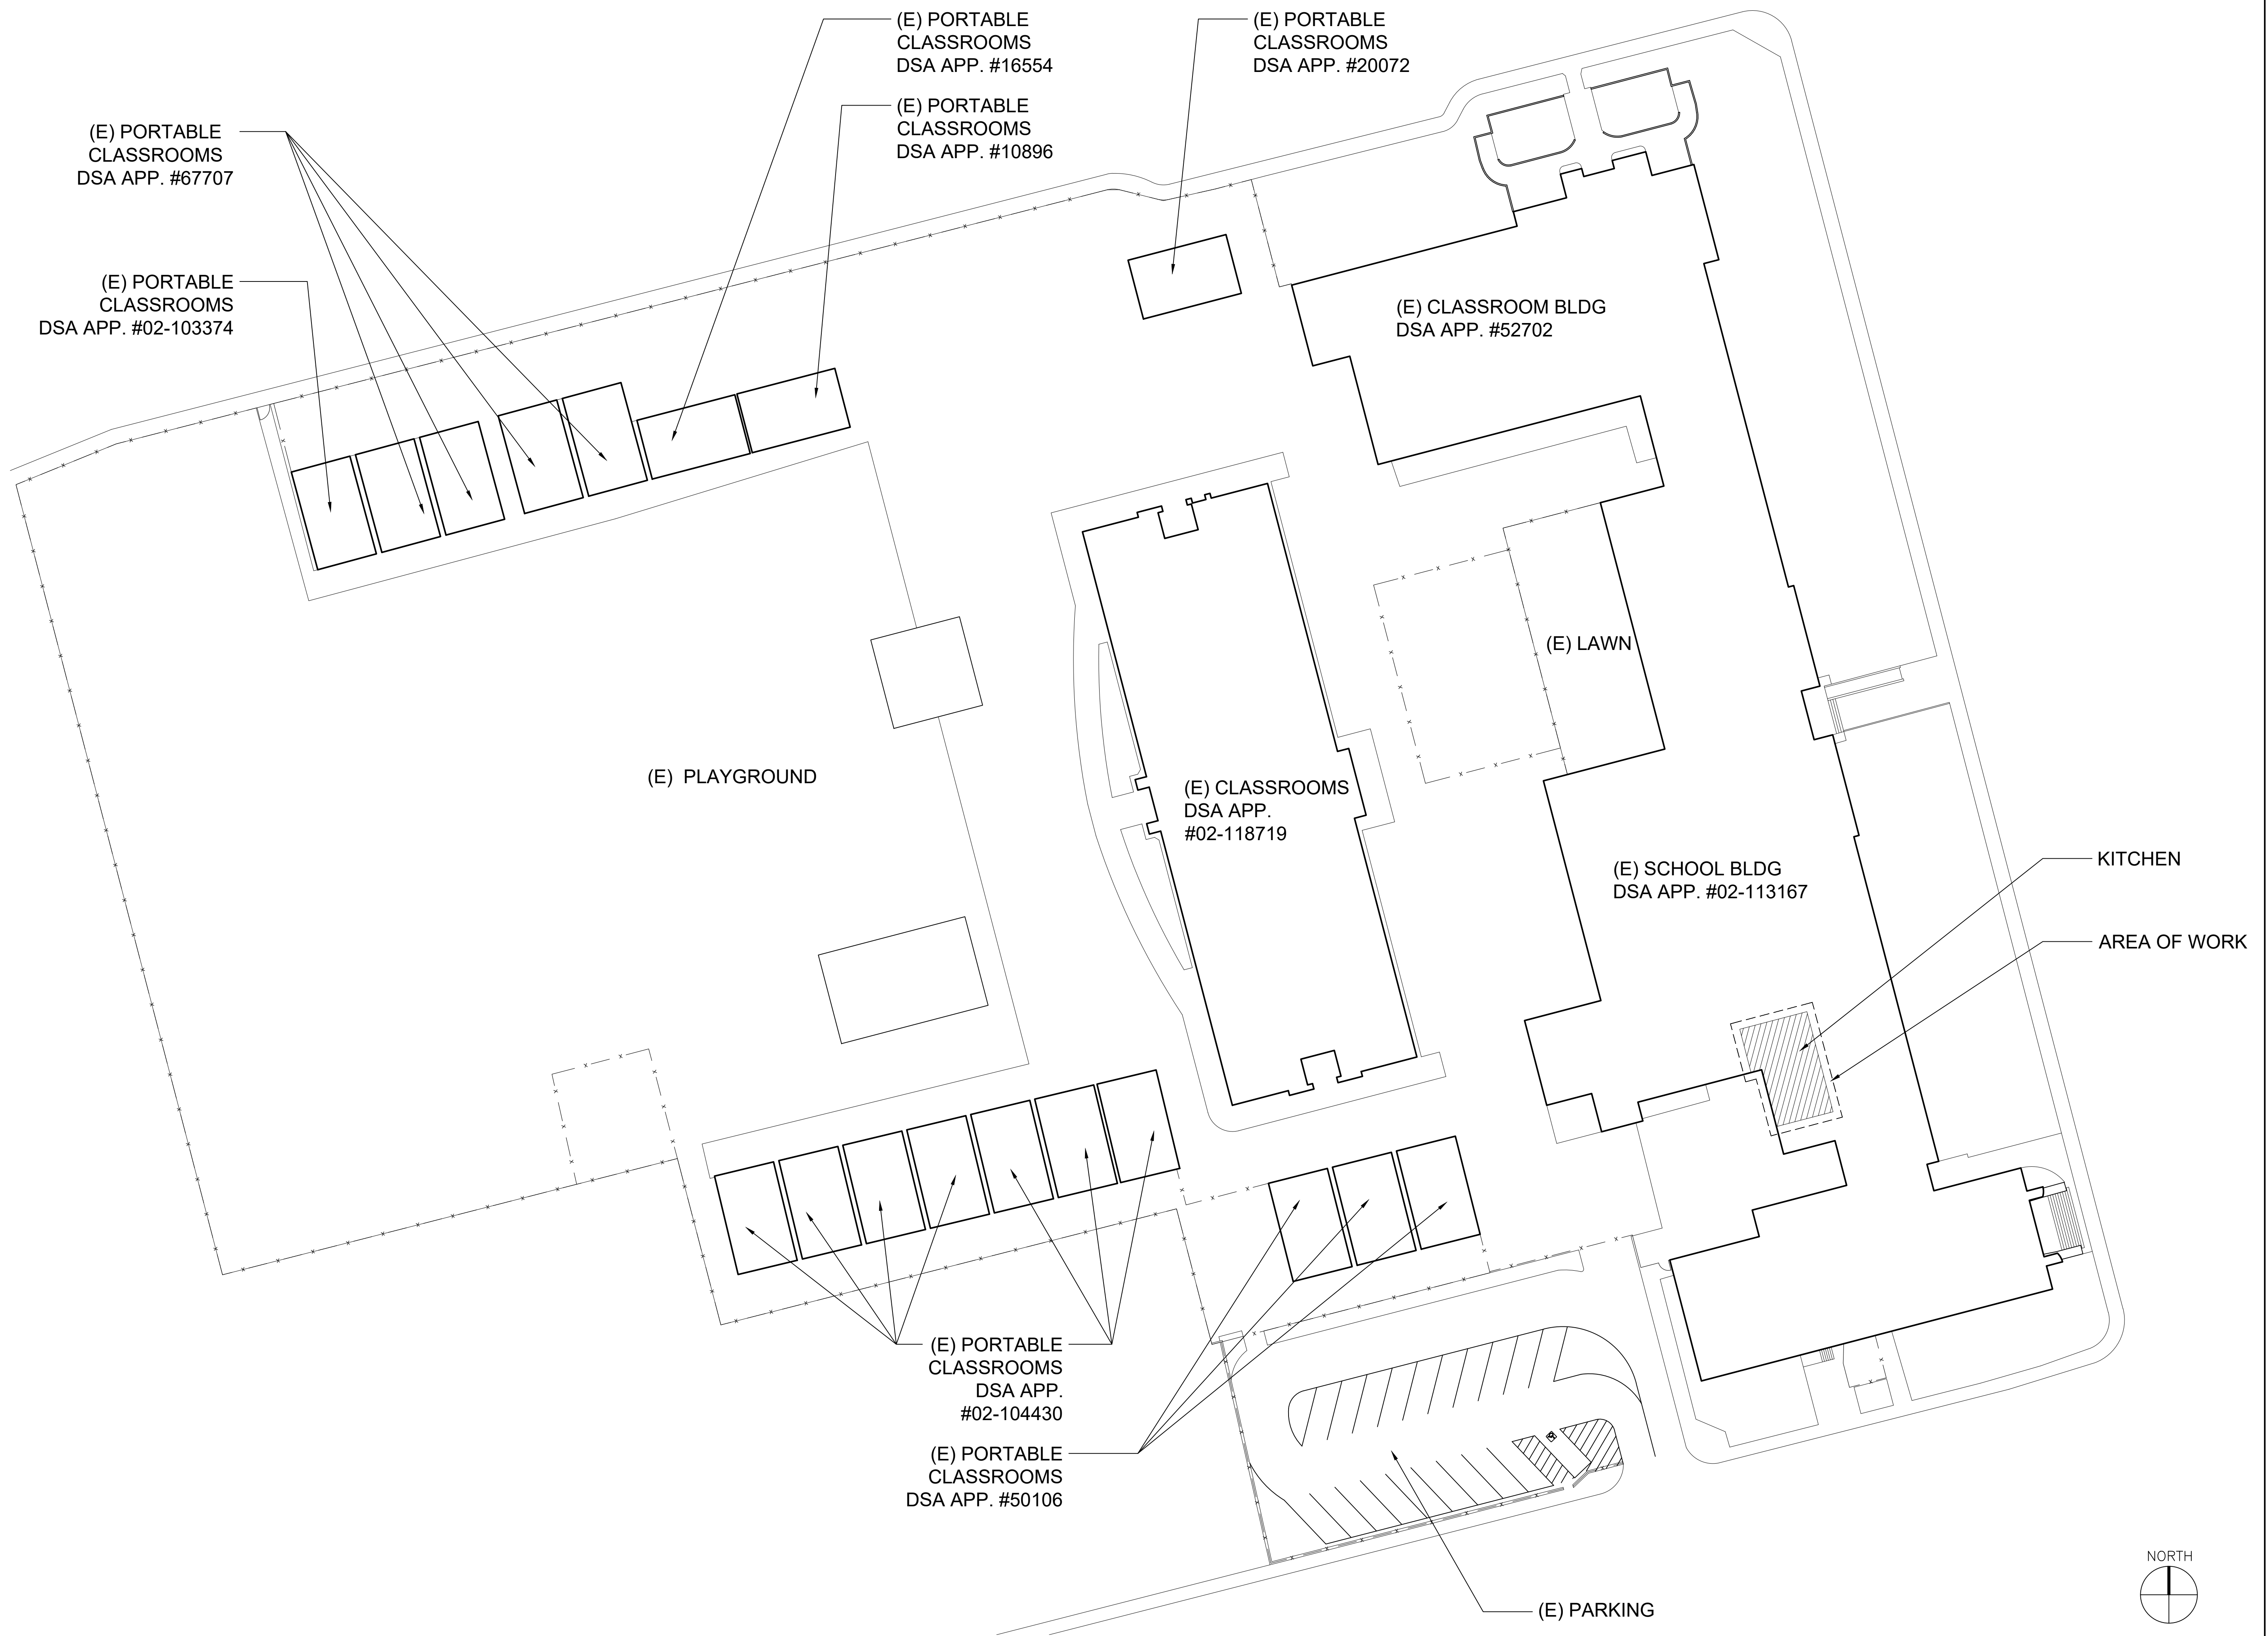 (E) PORTABLE
CLASSROOMS
DSA APP. #16554
(E) PORTABLE
CLASSROOMS
DSA APP. #20072
(E) PORTABLE
CLASSROOMS
DSA APP. #10896
(E) PORTABLE
CLASSROOMS
DSA APP. #67707
(E) PORTABLE
CLASSROOMS
DSA APP. #02-103374
(E) CLASSROOM BLDG
DSA APP. #52702
(E) LAWN
(E) PLAYGROUND
(E) CLASSROOMS
DSA APP.
#02-118719
(E) SCHOOL BLDG
DSA APP. #02-113167
KITCHEN
AREA OF WORK
(E) PORTABLE
CLASSROOMS
DSA APP.
#02-104430
(E) PORTABLE
CLASSROOMS
DSA APP. #50106
(E) PARKING
NORTH